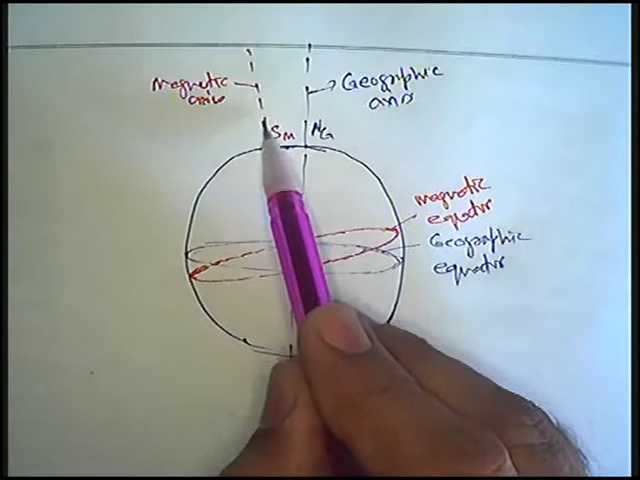 Magnetic
axis
Geographic
axis
SM NG
Magnetic
equator
Geographic
equator